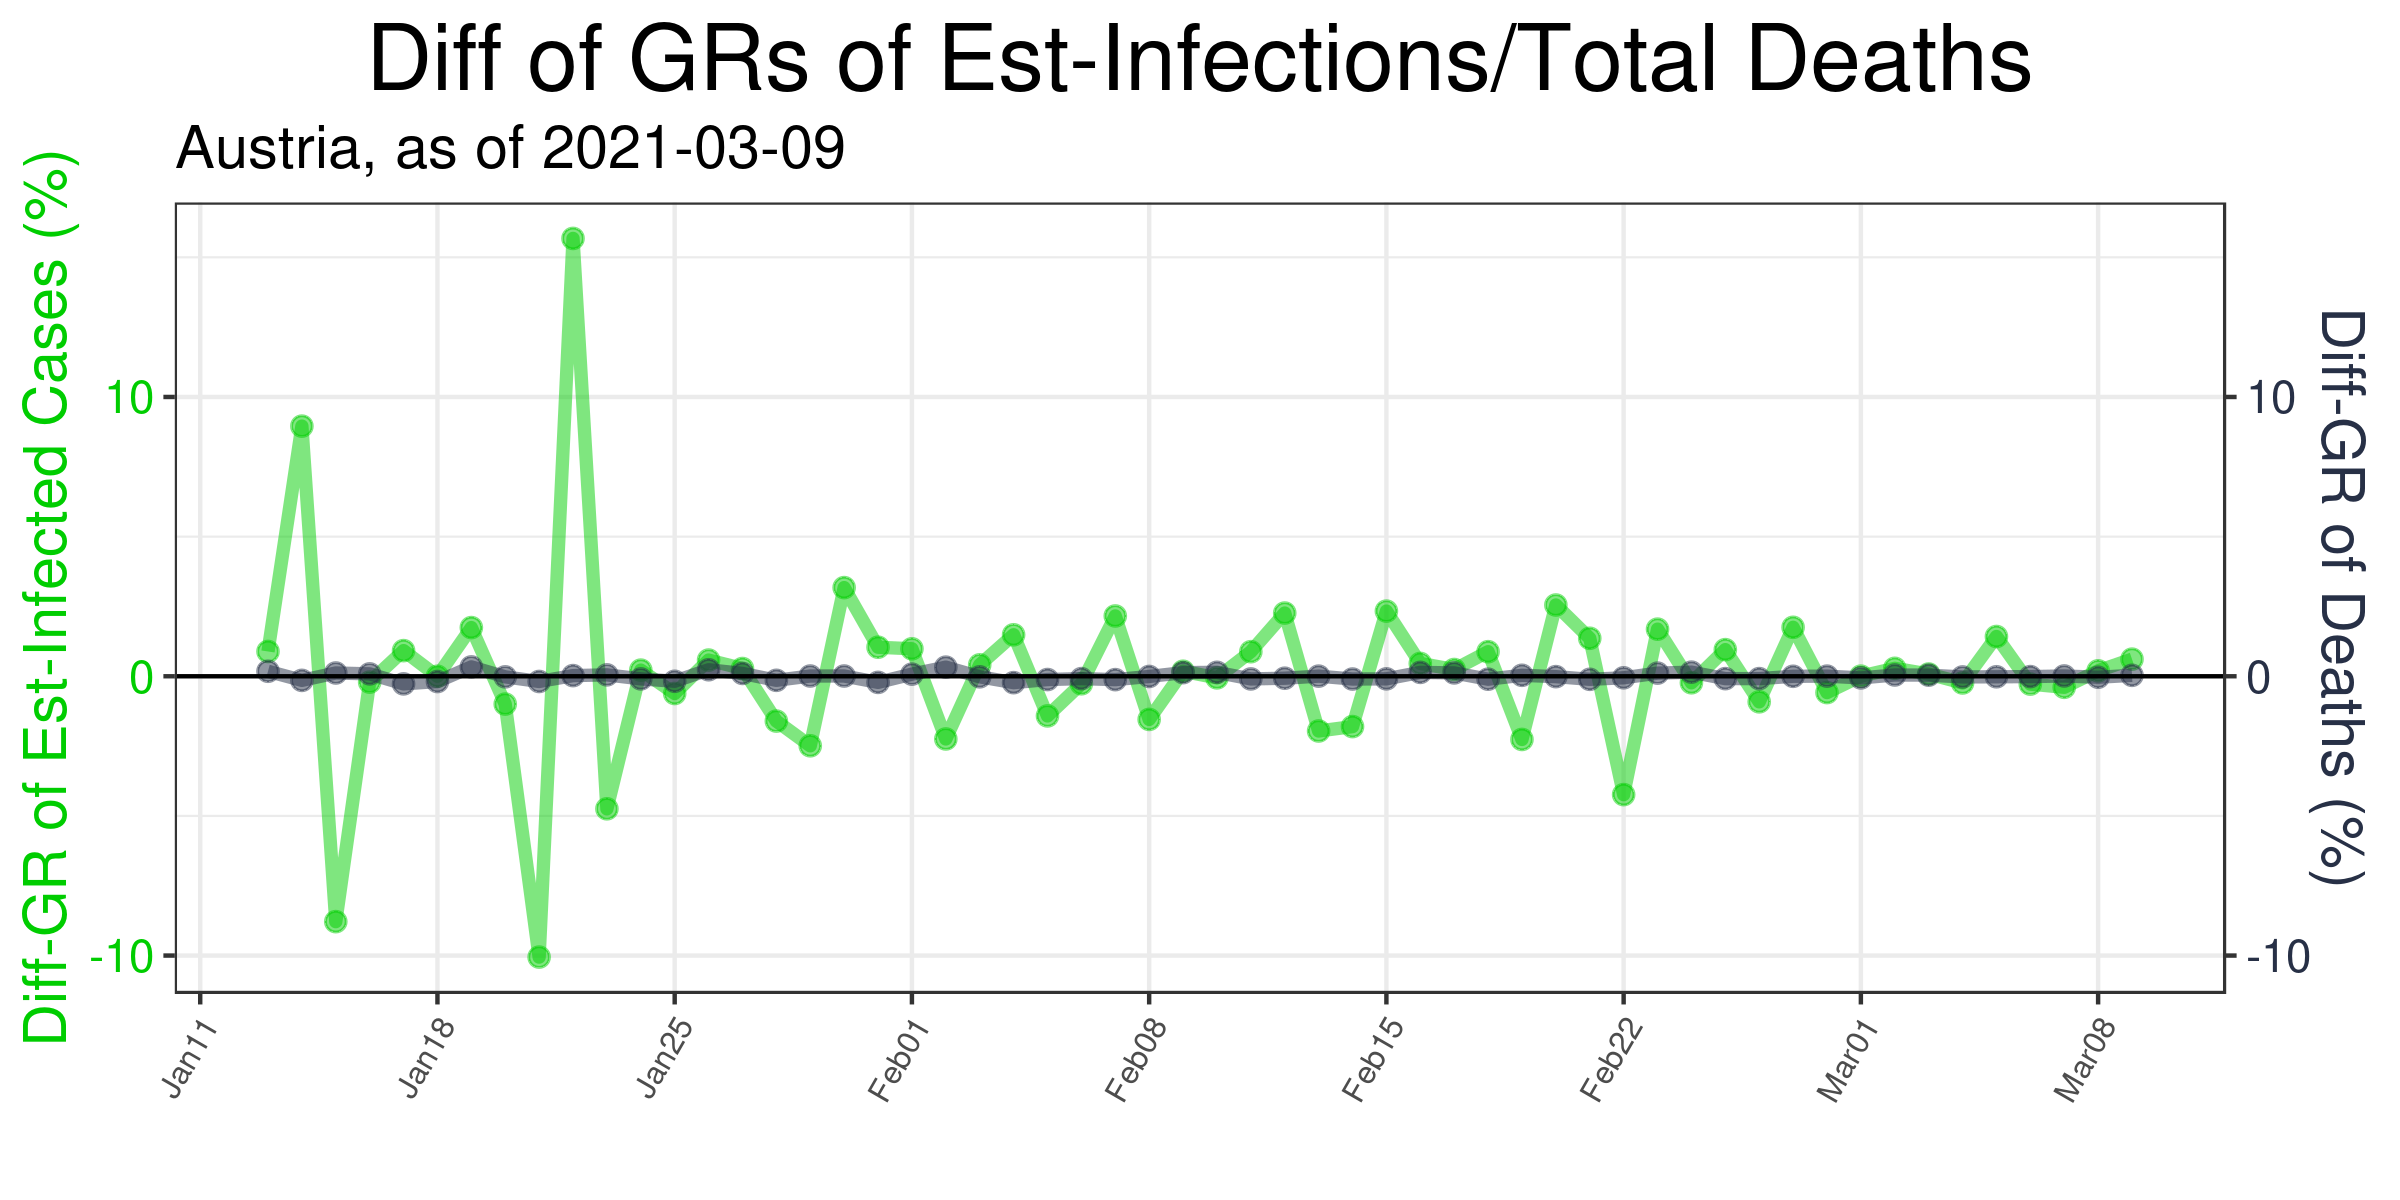 Diff of GRs of Est-Infections/Total Deaths
Austria, as of 2021-03-09
Diff-GR of Est-Infected Cases (%)
10
0
-10
10
0
-10
Diff-GR of Deaths (%)
Jan11
Jan18
Jan25
Feb01
Feb08
Feb15
Feb22
Mar01
Mar08